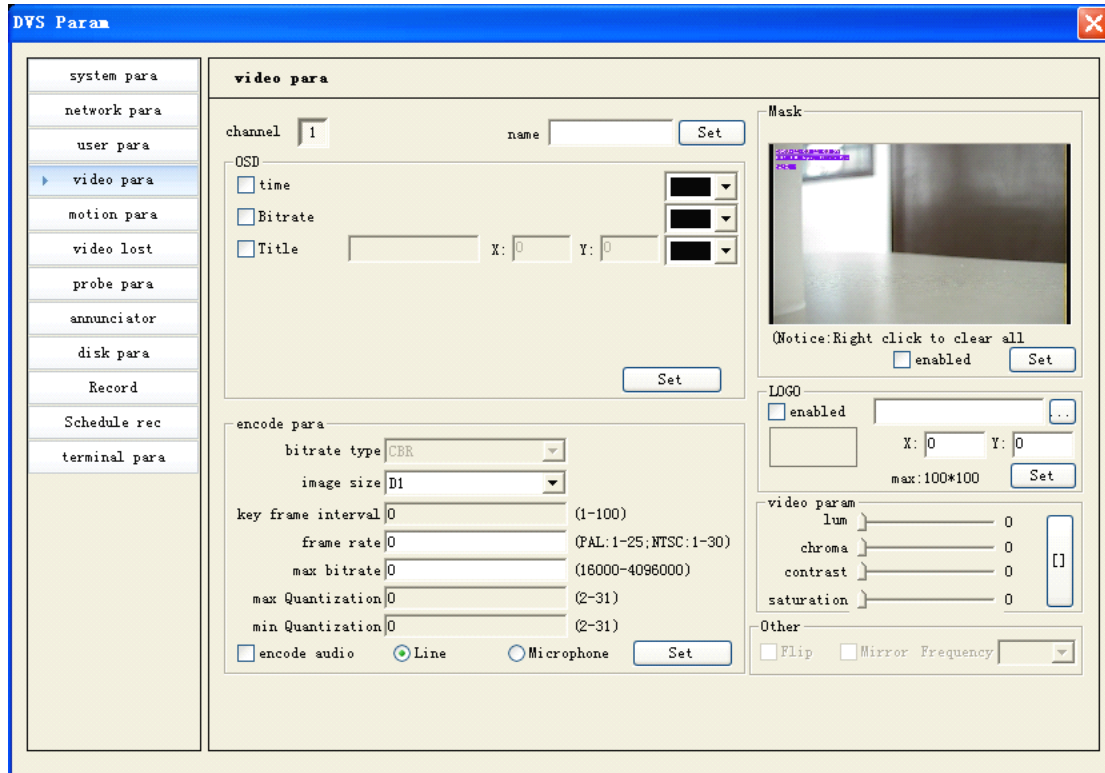 DVS Param
system para
network para
user para
video para
motion para
video lost
probe para
annunciator
disk para
Record
Schedule rec
terminal para
video para
channel 1 name Set
OSD
time
Bitrate
Title X: 0 Y: 0
Set
encode para
bitrate type CBR
image size D1
key frame interval 0 (1-100)
frame rate 0 (PAL:1-25;NTSC:1-30)
max bitrate 0 (16000-4096000)
max Quantization 0 (2-31)
min Quantization 0 (2-31)
encode audio Line Microphone Set
Mask
(Notice:Right click to clear all
enabled Set
LOGO
enabled ...
X: 0 Y: 0
max:100*100 Set
video param
lum 0
chroma 0
contrast 0
saturation 0
[]
Other
Flip Mirror Frequency